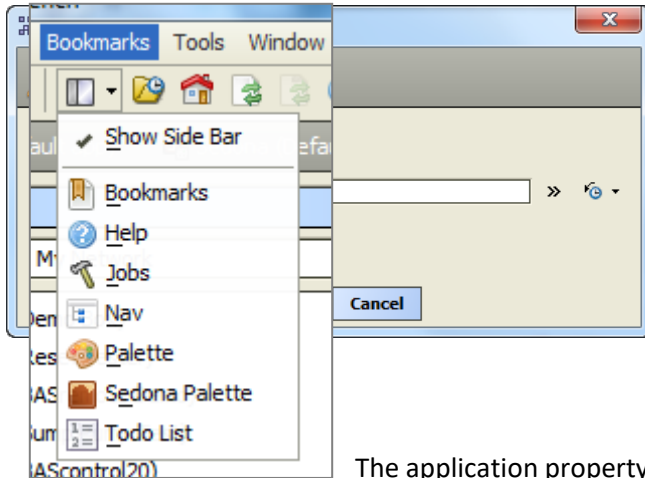 Bookmarks Tools Window
Show Side Bar
Bookmarks
Help
Jobs
Nav
Cancel
Palette
Sedona Palette
Todo List
BAScontrol20)
The application property